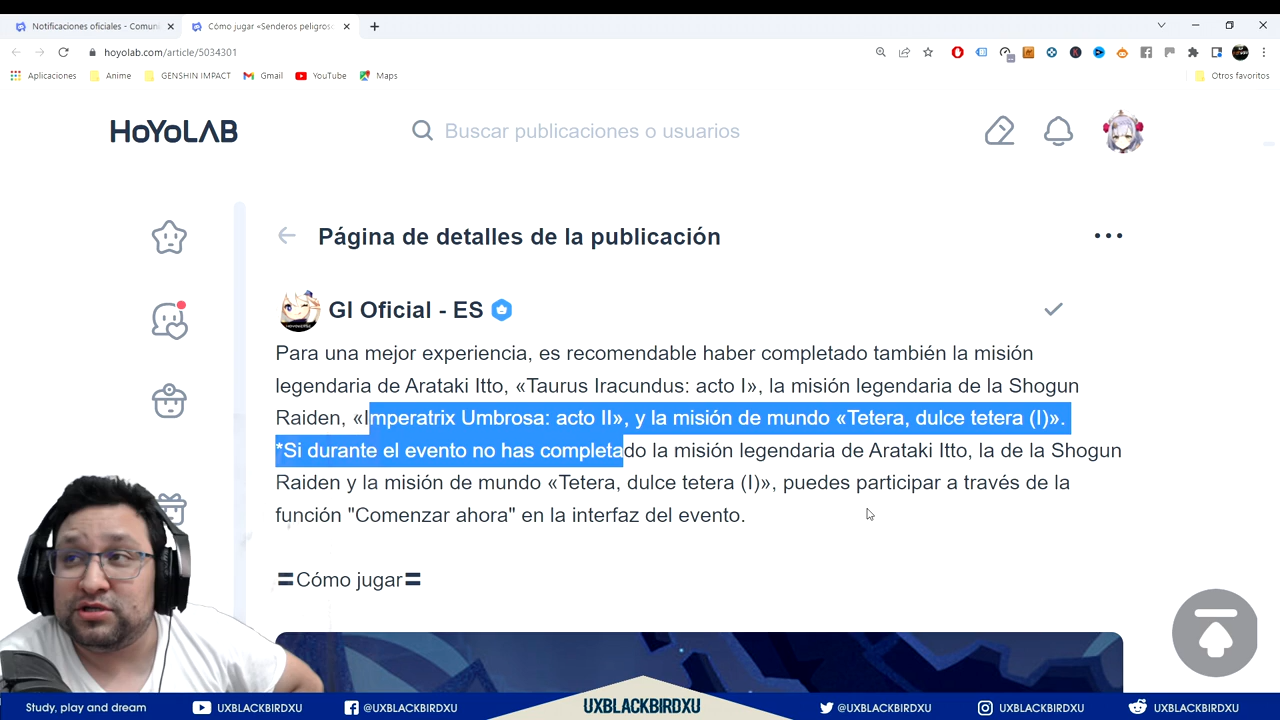 Notificaciones oficiales - Comuni
Cómo jugar «Senderos peligroso
hoyolab.com/article/5034301
Aplicaciones
Anime
GENSHIN IMPACT
Gmail
YouTube
Maps
Otros favoritos
HoYoLAB
Buscar publicaciones o usuarios
Página de detalles de la publicación
GI Oficial - ES
Para una mejor experiencia, es recomendable haber completado también la misión
legendaria de Arataki Itto, «Taurus Iracundus: acto I», la misión legendaria de la Shogun
Raiden, «Imperatrix Umbrosa: acto II», y la misión de mundo «Tetera, dulce tetera (I)».
*Si durante el evento no has completado la misión legendaria de Arataki Itto, la de la Shogun
Raiden y la misión de mundo «Tetera, dulce tetera (I)», puedes participar a través de la
función "Comenzar ahora" en la interfaz del evento.
〓Cómo jugar〓
Study, play and dream
UXBLACKBIRDXU
@UXBLACKBIRDXU
UXBLACKBIRDXU
@UXBLACKBIRDXU
UXBLACKBIRDXU
UXBLACKBIRDXU